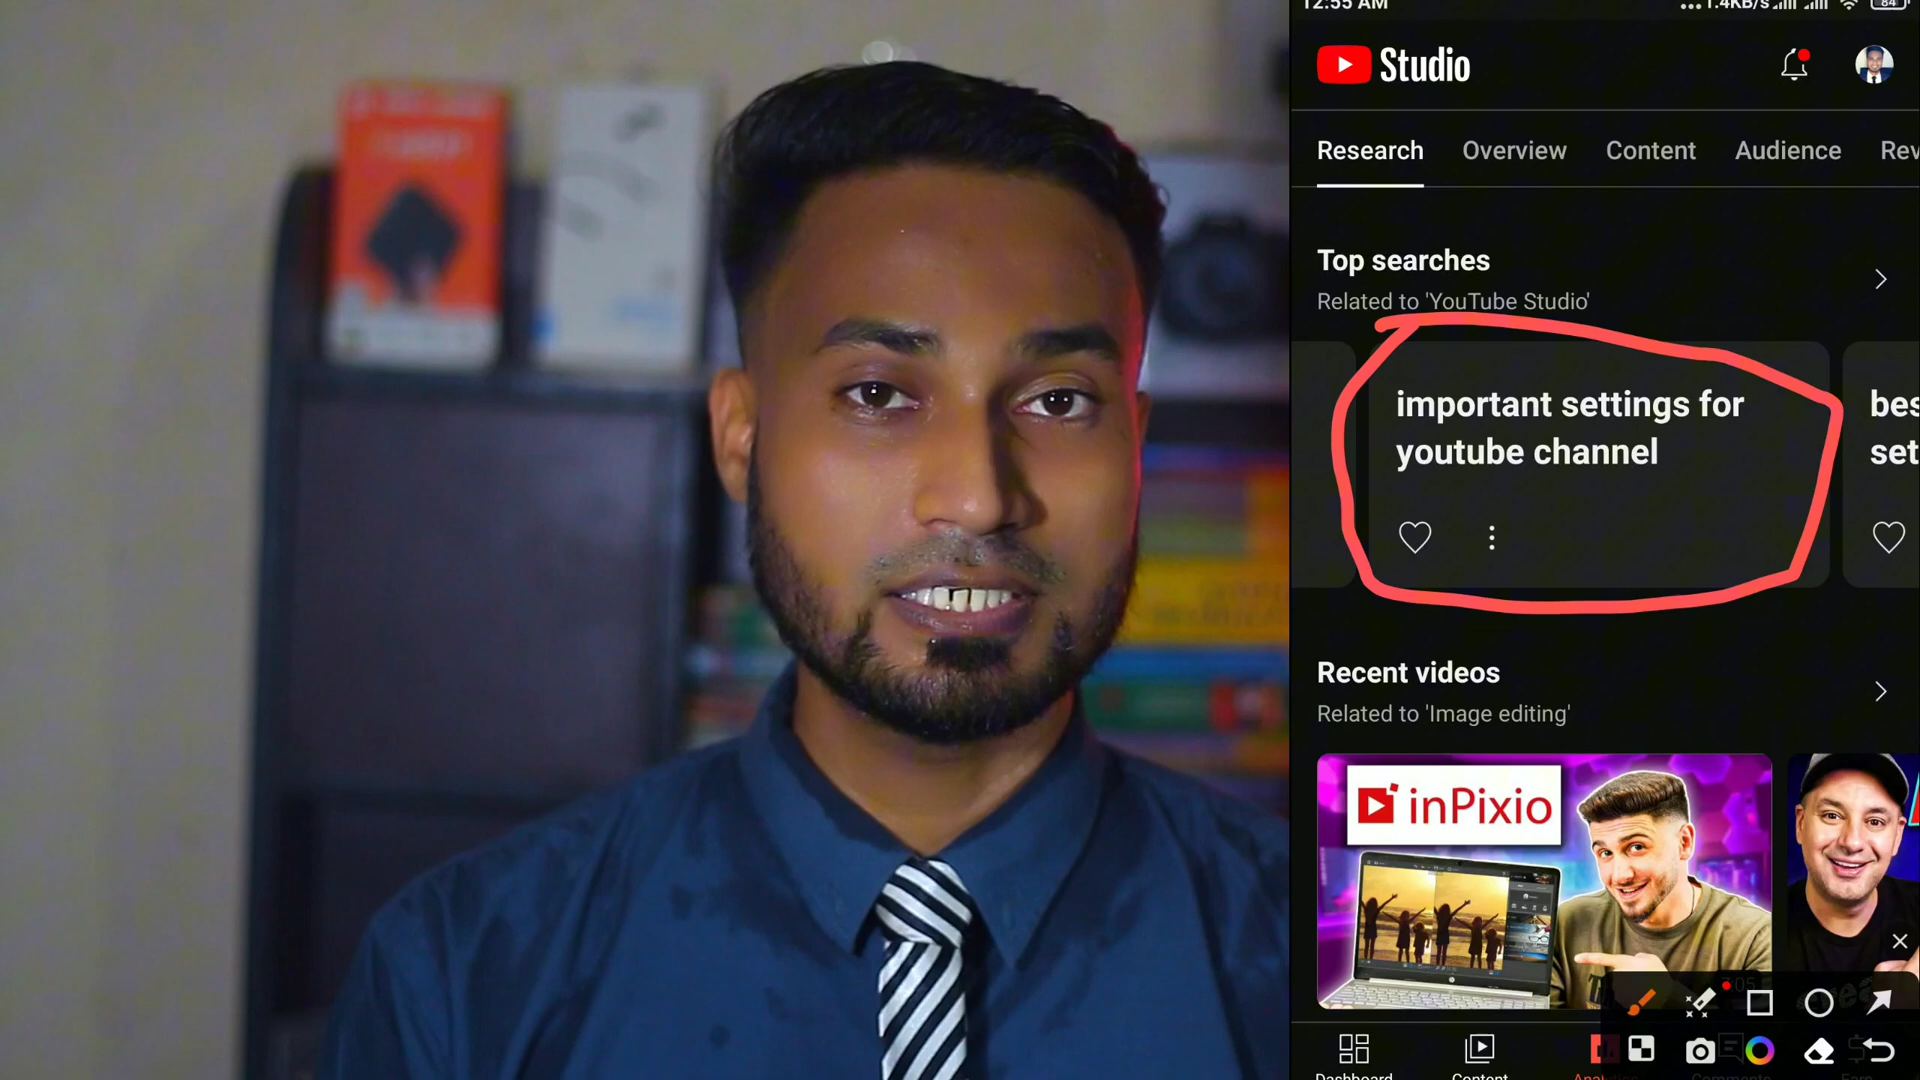 12:55 AM
1.4KB/s
84
Studio
Research
Overview
Content
Audience
Rev
Top searches
Related to 'YouTube Studio'
important settings for
youtube channel
bes
set
Recent videos
Related to 'Image editing'
inPixio
Dashboard
Content